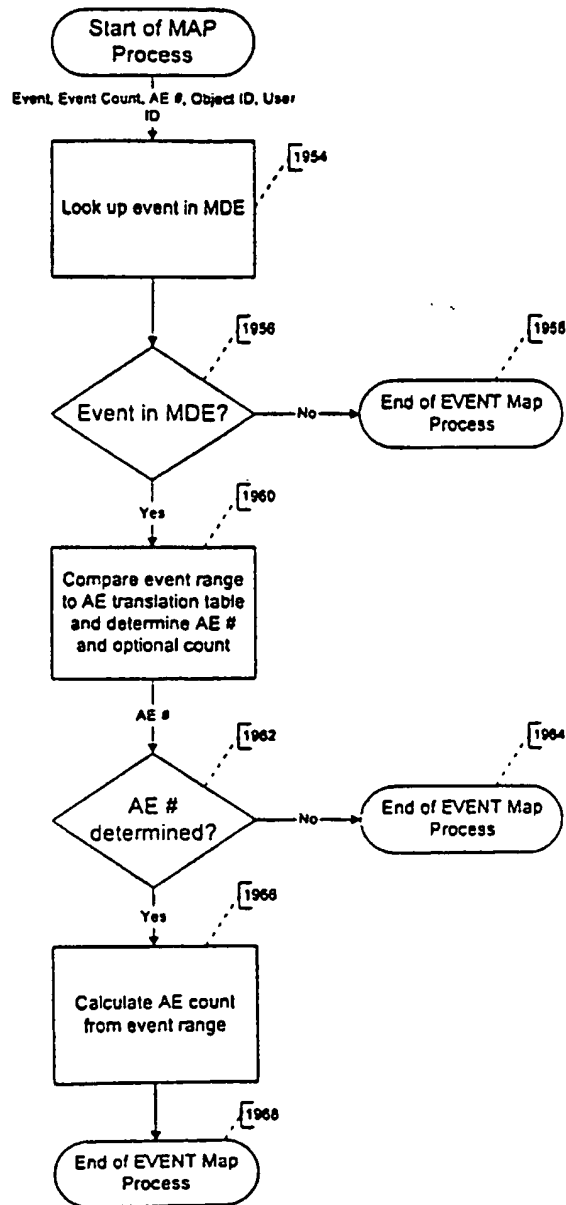 Start of MAP
Process
Event, Event Count, AE #, Object ID, User
ID
1954
Look up event in MDE
1956
1958
Event in MDE?
No
End of EVENT Map
Process
Yes
1960
Compare event range
to AE translation table
and determine AE #
and optional count
AE #
1962
1964
AE #
determined?
No
End of EVENT Map
Process
Yes
1966
Calculate AE count
from event range
1968
End of EVENT Map
Process